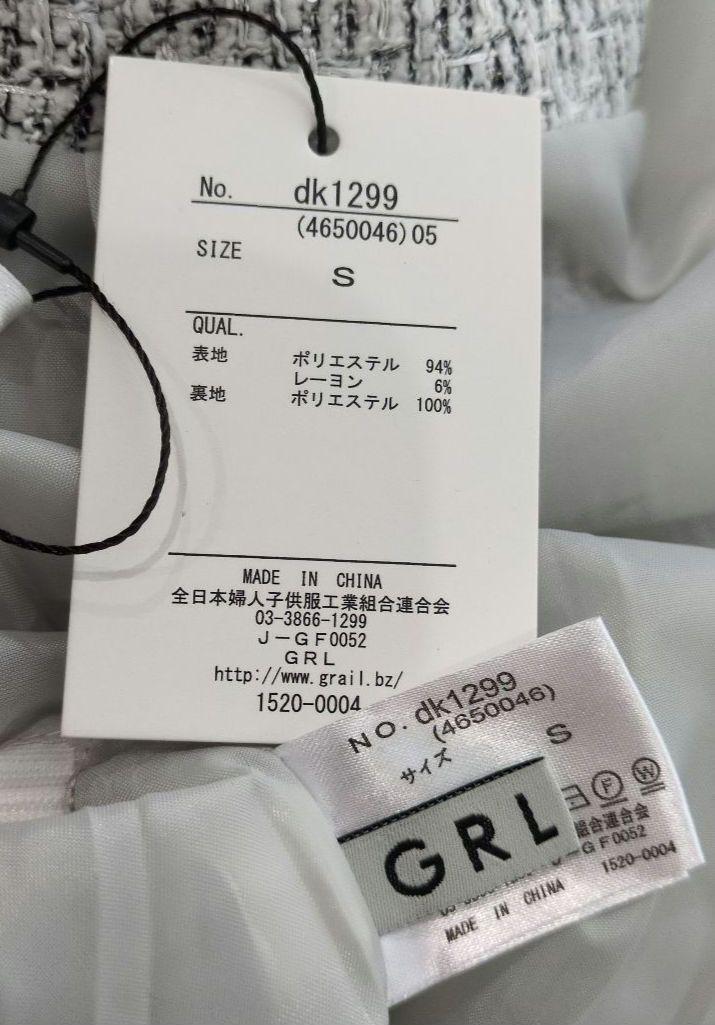 No. dk1299
(4650046)05
SIZE
S
QUAL.
表地 ポリエステル 94%
レーヨン 6%
裏地 ポリエステル 100%
MADE IN CHINA
全日本婦人子供服工業組合連合会
03-3866-1299
J-GF0052
GRL
http://www.grail.bz/
1520-0004
NO. dk1299
(4650046)
サイズ S
F W
GRL
組合連合会
GF0052
1520-0004
MADE IN CHINA